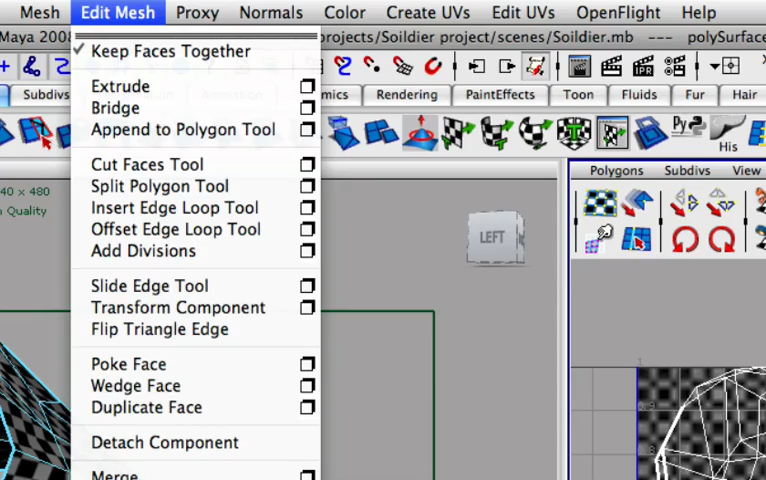 Mesh Edit Mesh Proxy Normals Color Create UVs Edit UVs OpenFlight Help
Maya 2008 projects/Soildier project/scenes/Soildier.mb --- polySurface
Keep Faces Together
Subdivs PaintEffects Toon Fluids Fur Hair
Rendering
Extrude
Bridge
Append to Polygon Tool
His
Cut Faces Tool
Polygons Subdivs View
Split Polygon Tool
40 x 480
Insert Edge Loop Tool
Quality
Offset Edge Loop Tool
LEFT
Add Divisions
Slide Edge Tool
Transform Component
Flip Triangle Edge
Poke Face
Wedge Face
Duplicate Face
Detach Component
Merge